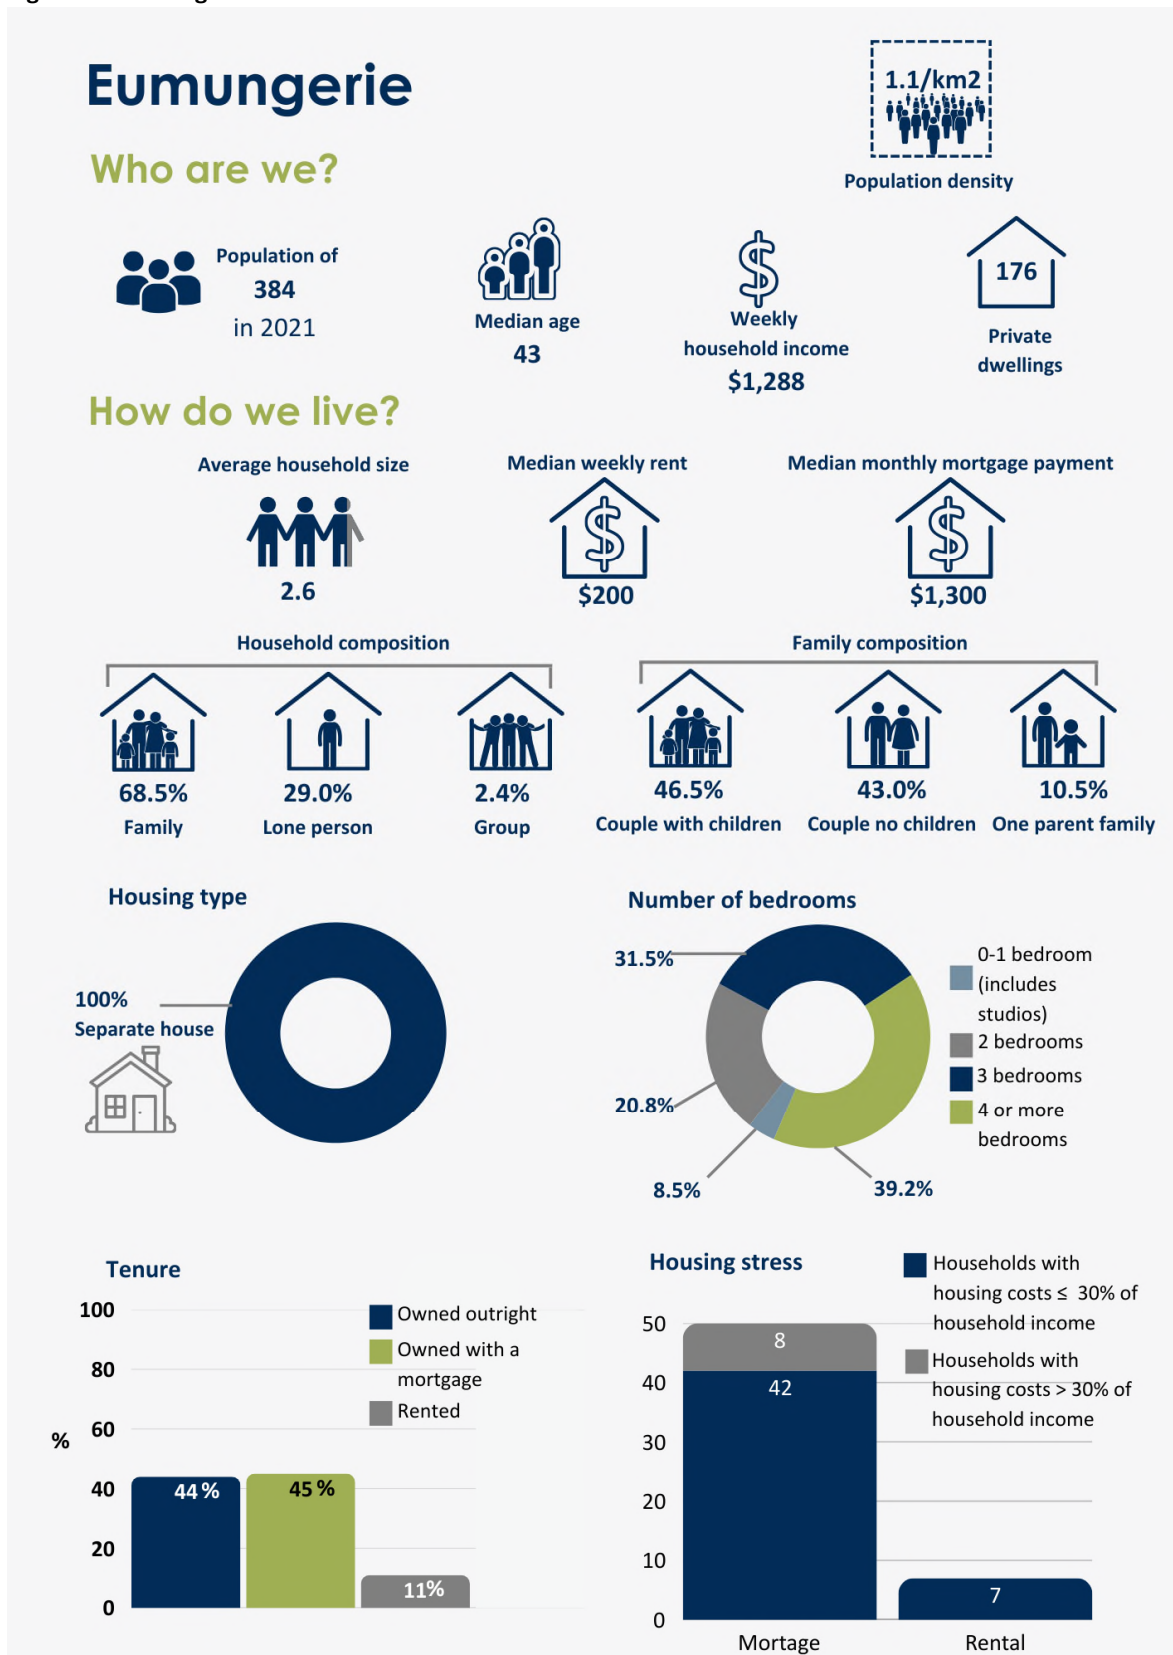 Eumungerie
1.1/km2
Population density
Who are we?
Population of
384
in 2021
Median age
43
Weekly
household income
$1,288
176
Private
dwellings
How do we live?
Average household size
2.6
Median weekly rent
$200
Median monthly mortgage payment
$1,300
Household composition
68.5%
Family
29.0%
Lone person
2.4%
Group
Family composition
46.5%
Couple with children
43.0%
Couple no children
10.5%
One parent family
Housing type
100%
Separate house
Number of bedrooms
31.5%
20.8%
8.5%
39.2%
0-1 bedroom
(includes
studios)
2 bedrooms
3 bedrooms
4 or more
bedrooms
Tenure
100
80
60
40
20
0
%
44 %
45 %
11%
Owned outright
Owned with a
mortgage
Rented
Housing stress
50
40
30
20
10
0
8
42
7
Mortage
Rental
Households with
housing costs ≤ 30% of
household income
Households with
housing costs > 30% of
household income